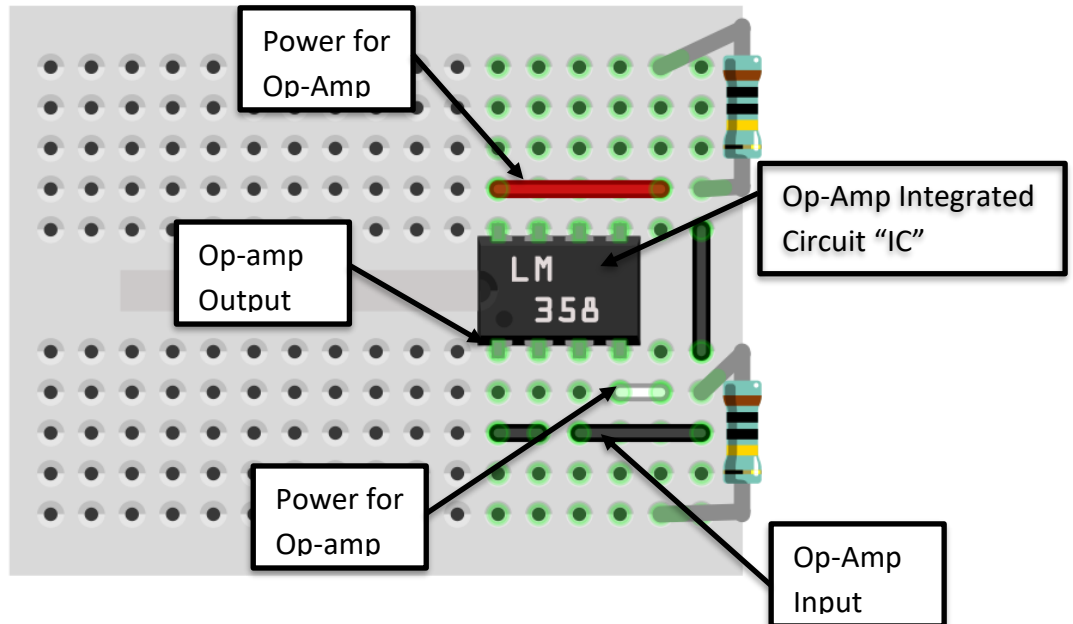 Power for
Op-Amp
Op-Amp Integrated
Circuit “IC”
Op-amp
Output
LM
358
Power for
Op-amp
Op-Amp
Input